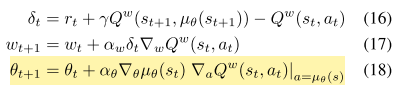 δ_t = r_t + γQ^w(s_{t+1}, μ_θ(s_{t+1})) − Q^w(s_t, a_t) (16)
w_{t+1} = w_t + α_w δ_t ∇_w Q^w(s_t, a_t) (17)
θ_{t+1} = θ_t + α_θ ∇_θ μ_θ(s_t) ∇_a Q^w(s_t, a_t)|_{a=μ_θ(s)} (18)